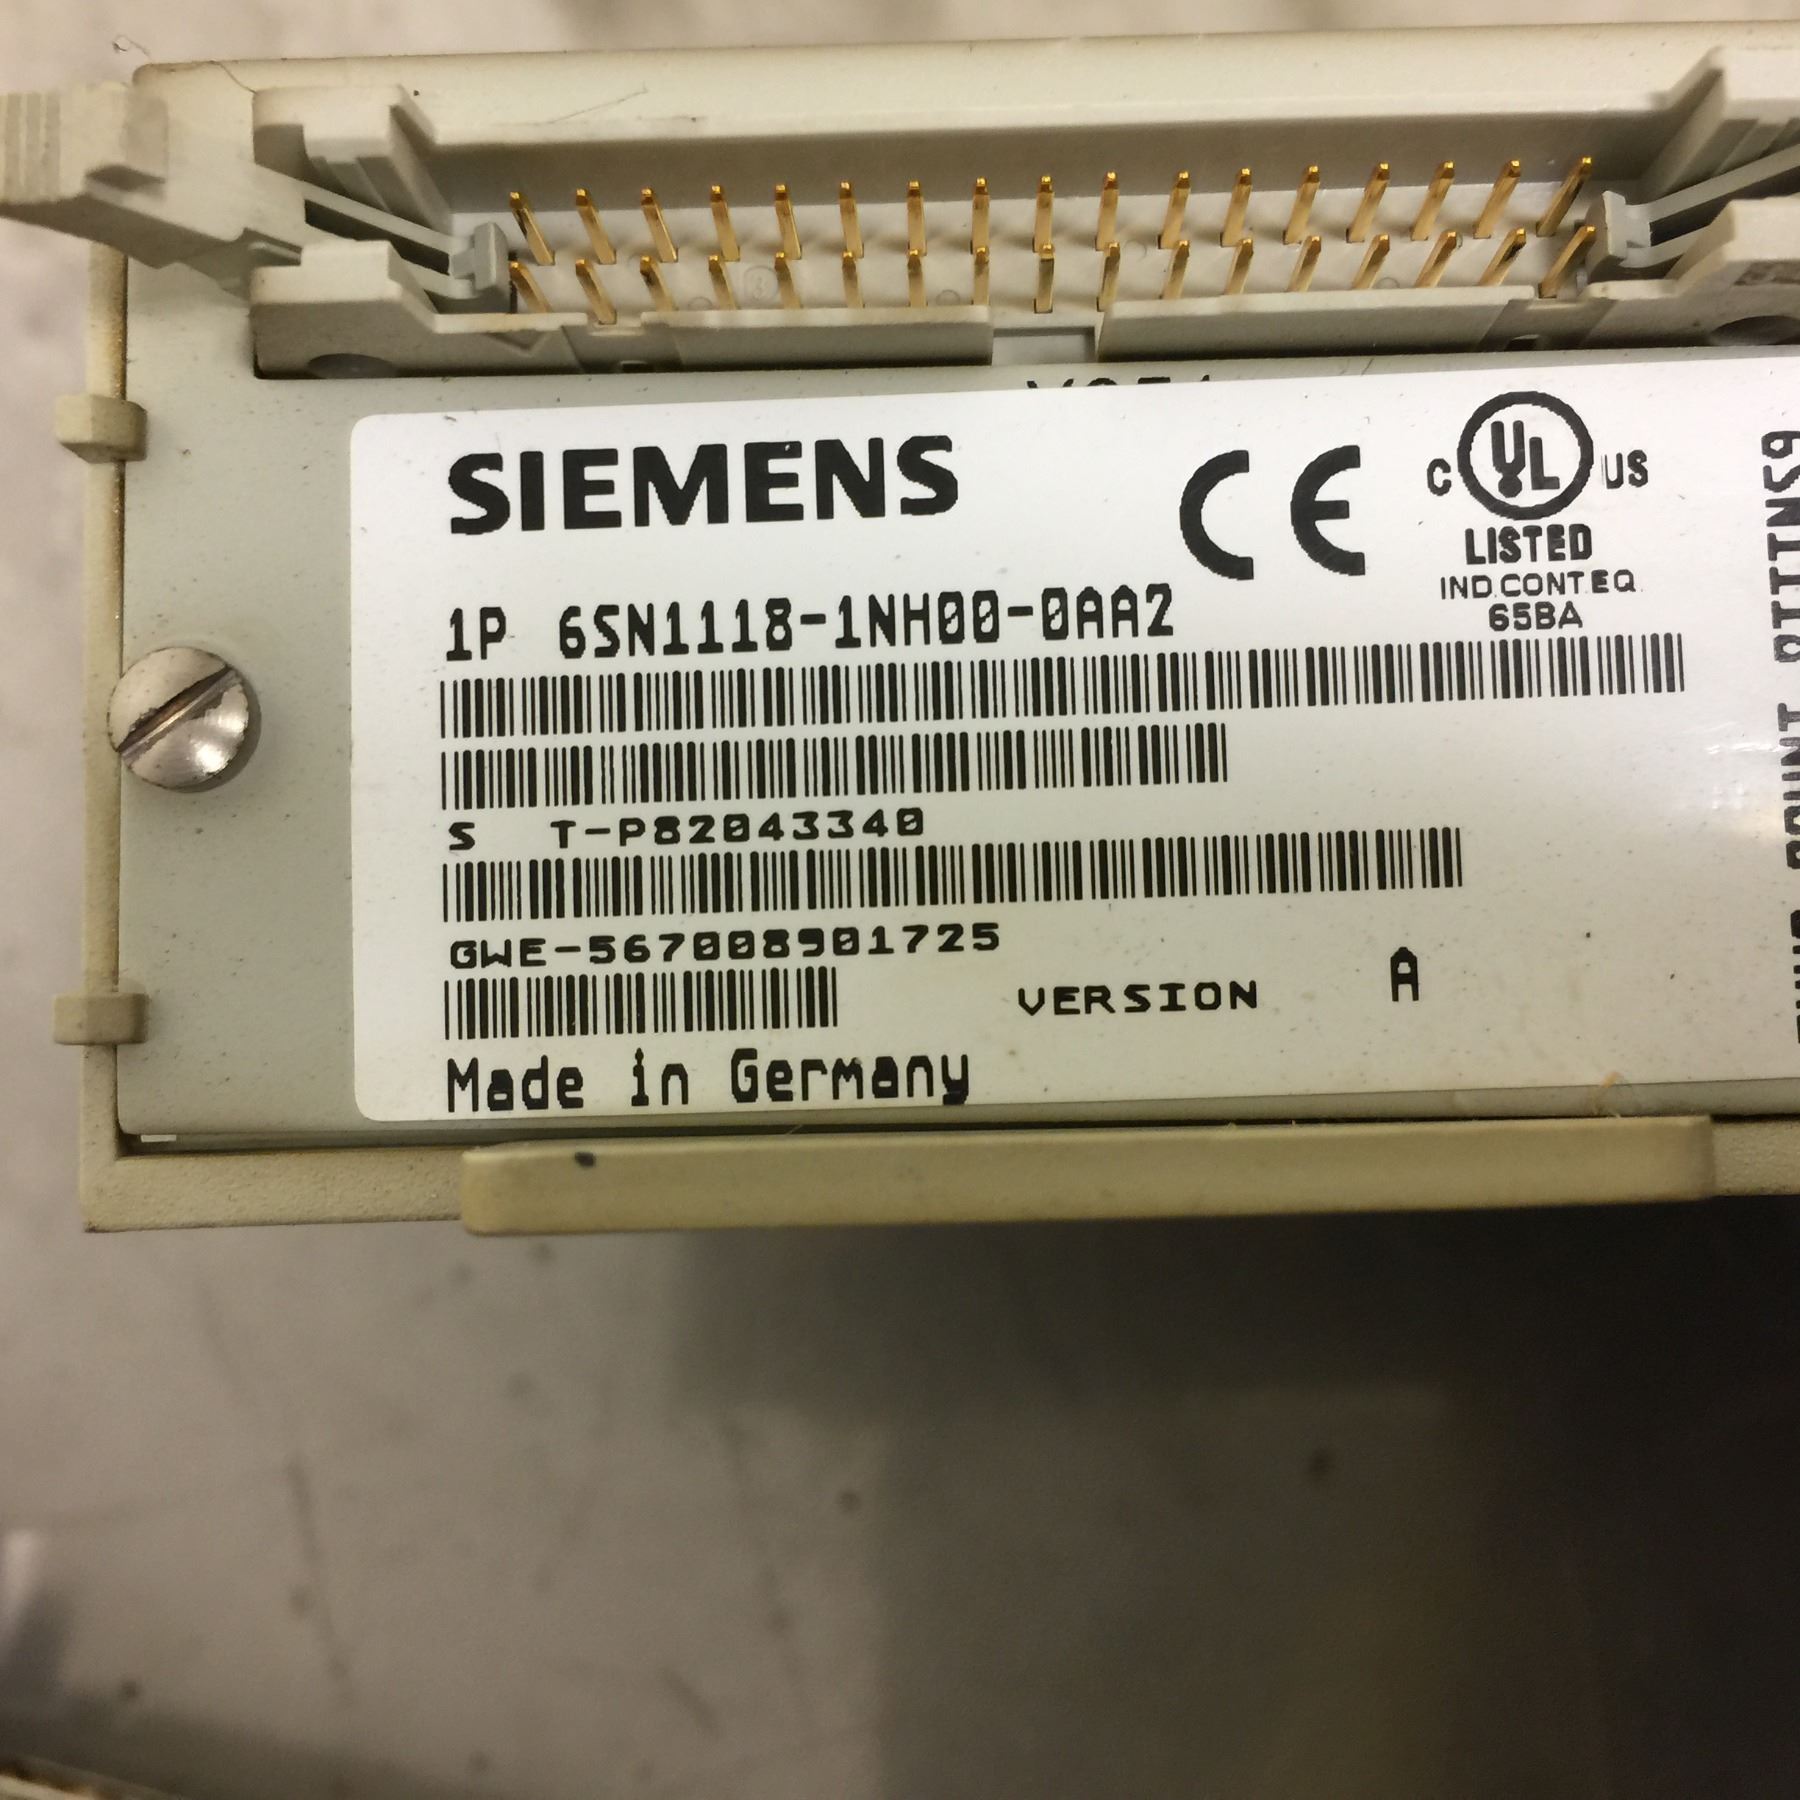 SIEMENS
CE
C UL US
LISTED
IND.CONT.EQ.
65BA
1P 6SN1118-1NH00-0AA2
S T-P82043340
GWE-567008901725
VERSION A
Made in Germany